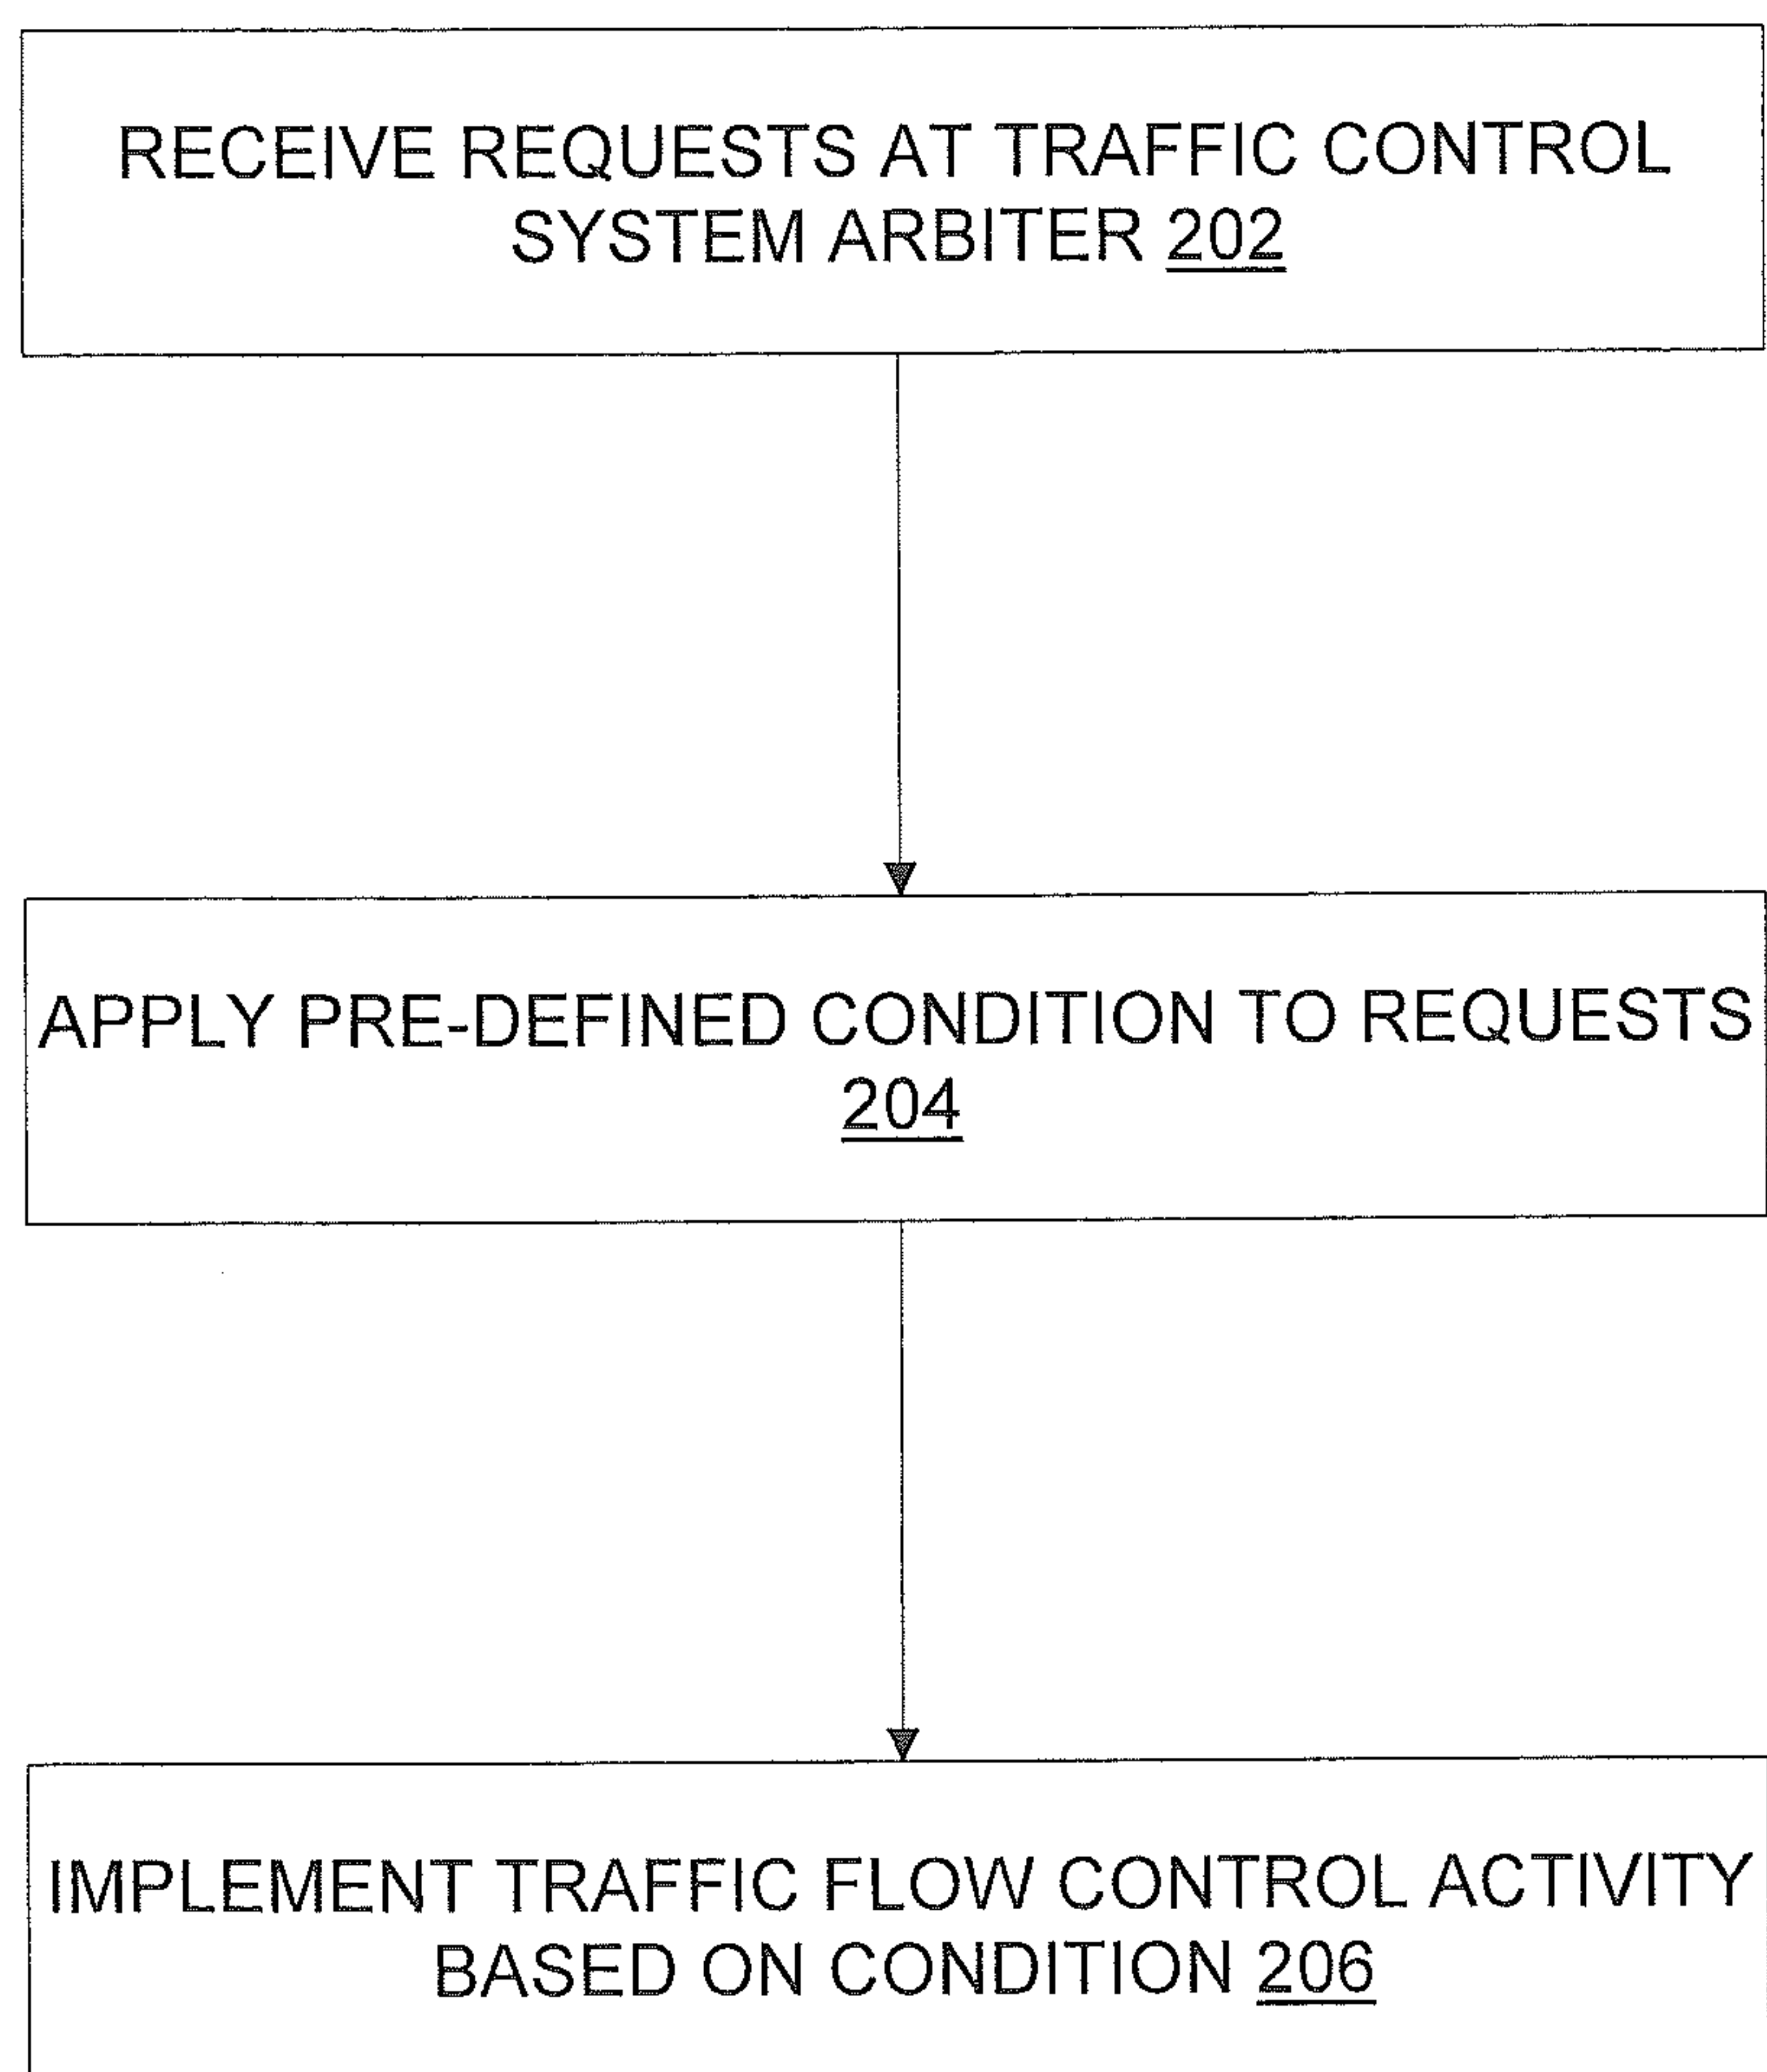 RECEIVE REQUESTS AT TRAFFIC CONTROL
SYSTEM ARBITER 202
APPLY PRE-DEFINED CONDITION TO REQUESTS
204
IMPLEMENT TRAFFIC FLOW CONTROL ACTIVITY
BASED ON CONDITION 206